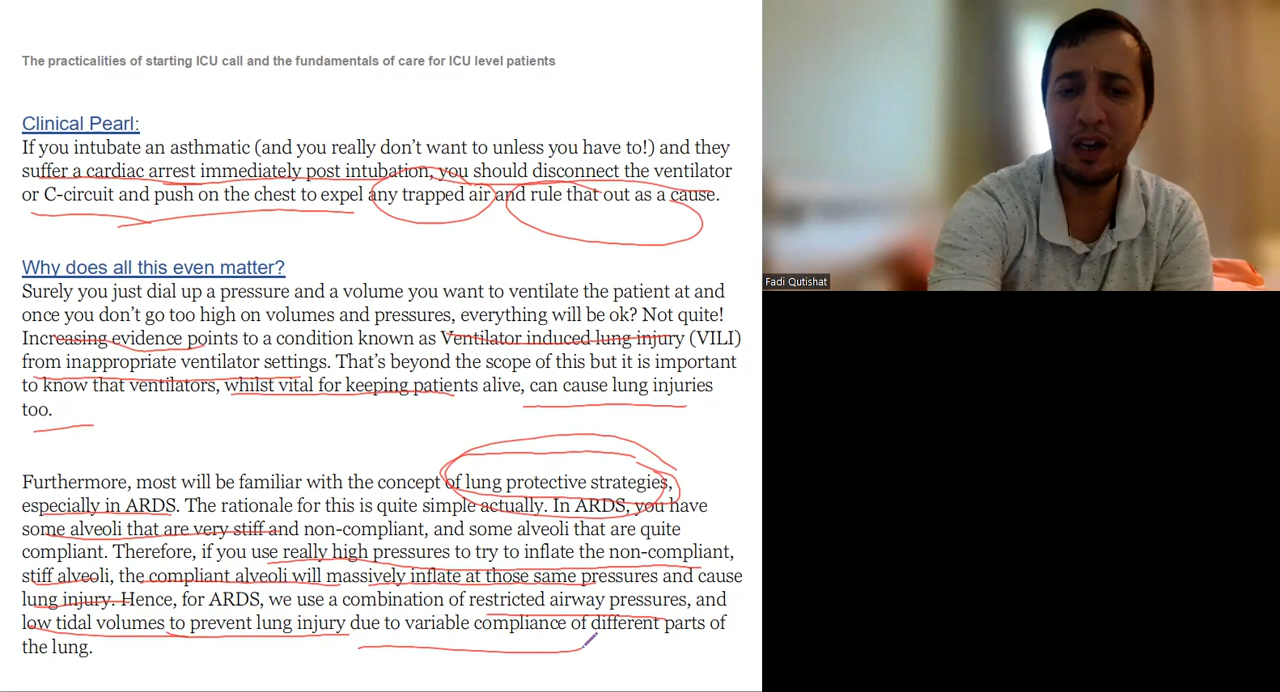 The practicalities of starting ICU call and the fundamentals of care for ICU level patients
Clinical Pearl:
If you intubate an asthmatic (and you really don't want to unless you have to!) and they
suffer a cardiac arrest immediately post intubation, you should disconnect the ventilator
or C-circuit and push on the chest to expel any trapped air and rule that out as a cause.
Why does all this even matter?
Surely you just dial up a pressure and a volume you want to ventilate the patient at and
once you don't go too high on volumes and pressures, everything will be ok? Not quite!
Increasing evidence points to a condition known as Ventilator induced lung injury (VILI)
from inappropriate ventilator settings. That's beyond the scope of this but it is important
to know that ventilators, whilst vital for keeping patients alive, can cause lung injuries
too.
Furthermore, most will be familiar with the concept of lung protective strategies,
especially in ARDS. The rationale for this is quite simple actually. In ARDS, you have
some alveoli that are very stiff and non-compliant, and some alveoli that are quite
compliant. Therefore, if you use really high pressures to try to inflate the non-compliant,
stiff alveoli, the compliant alveoli will massively inflate at those same pressures and cause
lung injury. Hence, for ARDS, we use a combination of restricted airway pressures, and
low tidal volumes to prevent lung injury due to variable compliance of different parts of
the lung.
Fadi Qutishat